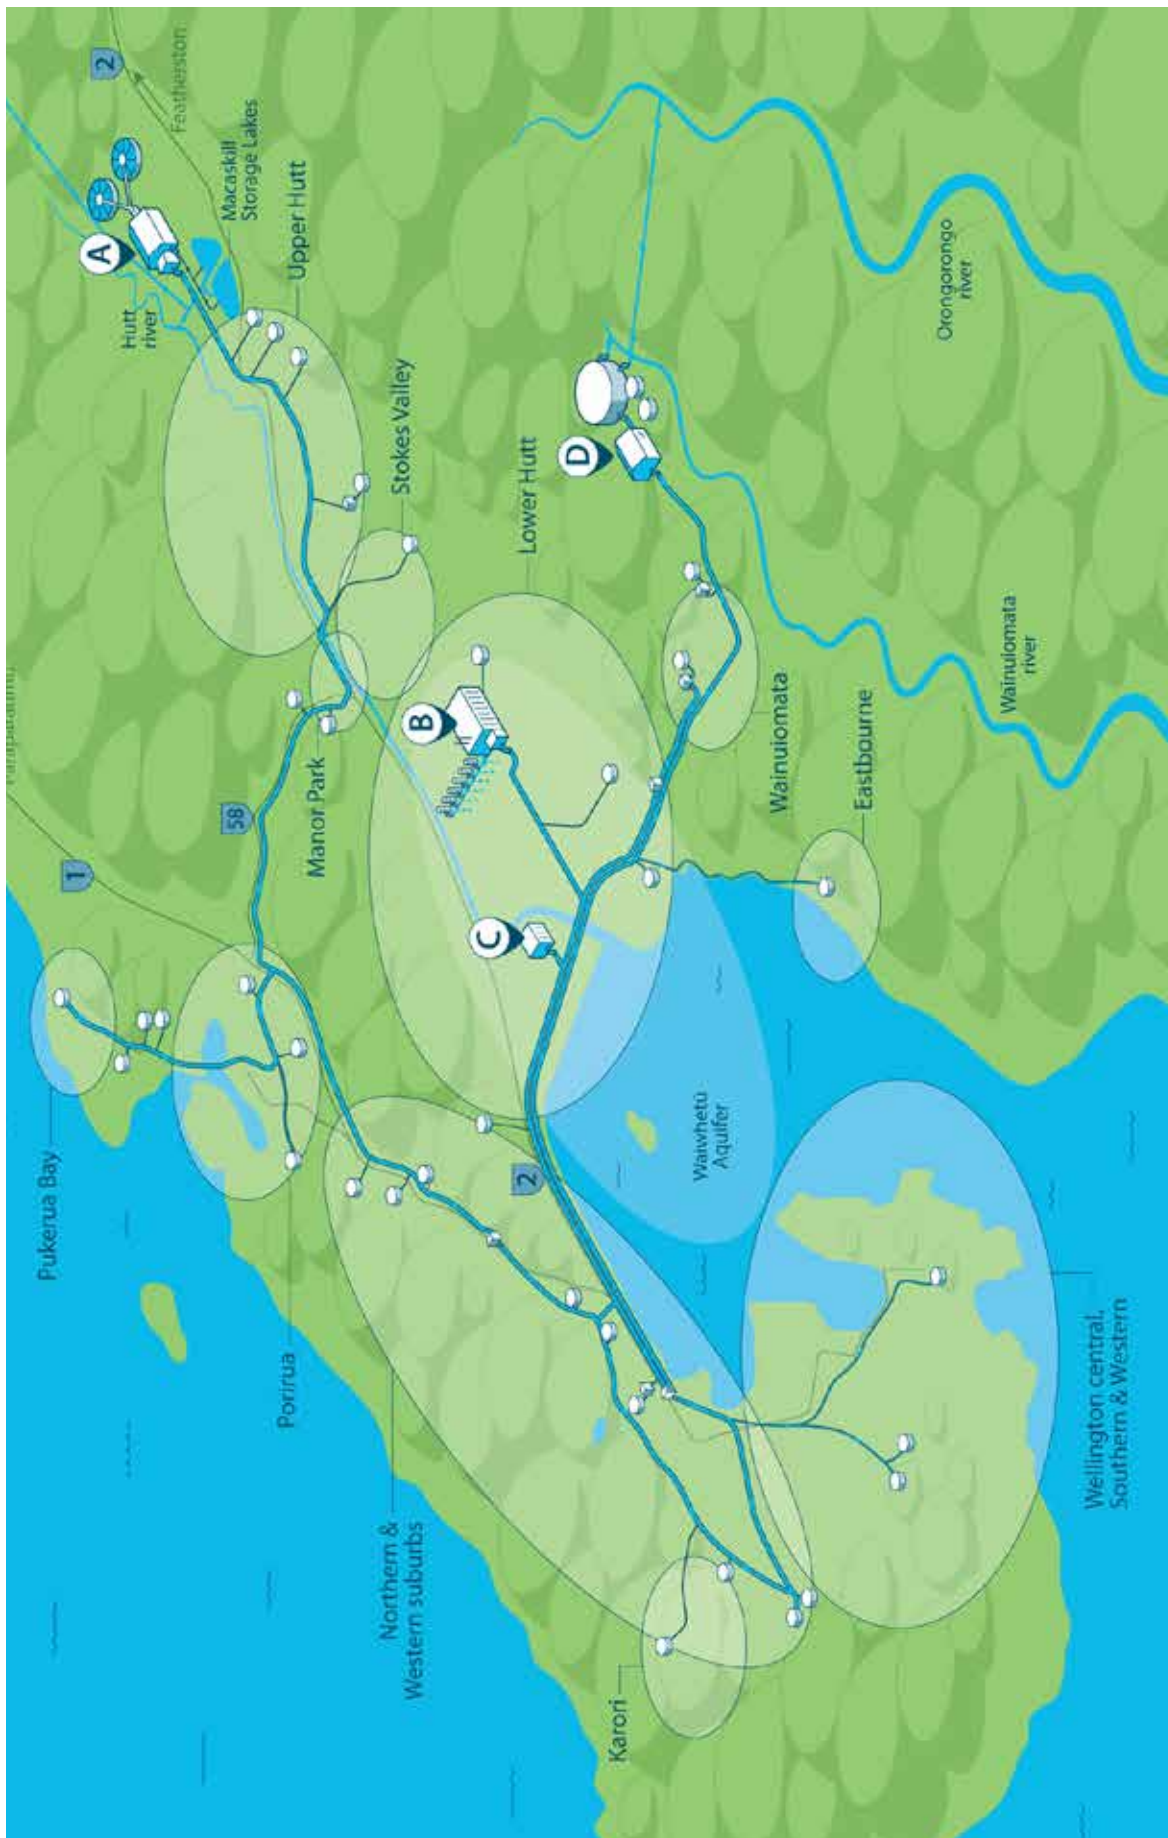 Pukerua Bay
1
A
2
Hutt
river
Featherston
Macaskill
Storage Lakes
58
Porirua
Upper Hutt
Manor Park
Northern &
Western suburbs
Stokes Valley
B
C
2
Lower Hutt
D
Karori
Waiwhetū
Aquifer
Wainuiomata
Eastbourne
Orongorongo
river
Wainuiomata
river
Wellington central,
Southern & Western